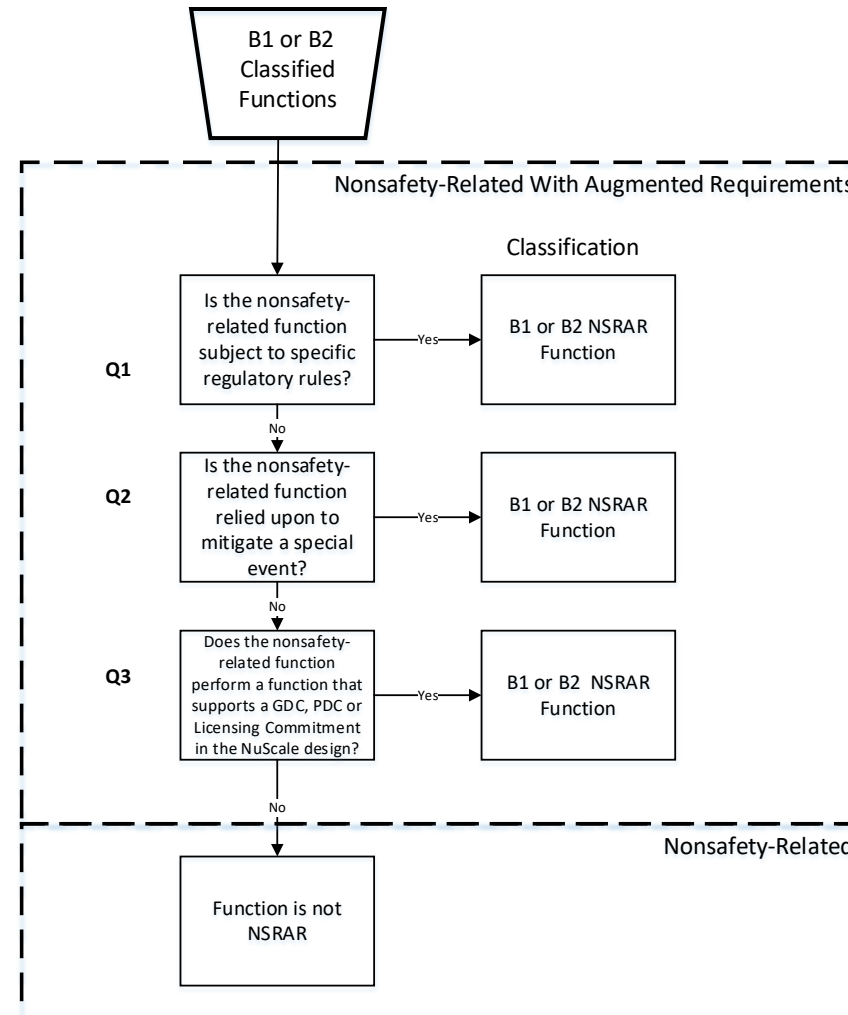 B1 or B2
Classified
Functions
Nonsafety-Related With Augmented Requirements
Classification
Q1
Is the nonsafety-
related function
subject to specific
regulatory rules?
Yes
B1 or B2 NSRAR
Function
No
Q2
Is the nonsafety-
related function
relied upon to
mitigate a special
event?
Yes
B1 or B2 NSRAR
Function
No
Q3
Does the nonsafety-
related function
perform a function that
supports a GDC, PDC or
Licensing Commitment
in the NuScale design?
Yes
B1 or B2  NSRAR
Function
No
Nonsafety-Related
Function is not
NSRAR